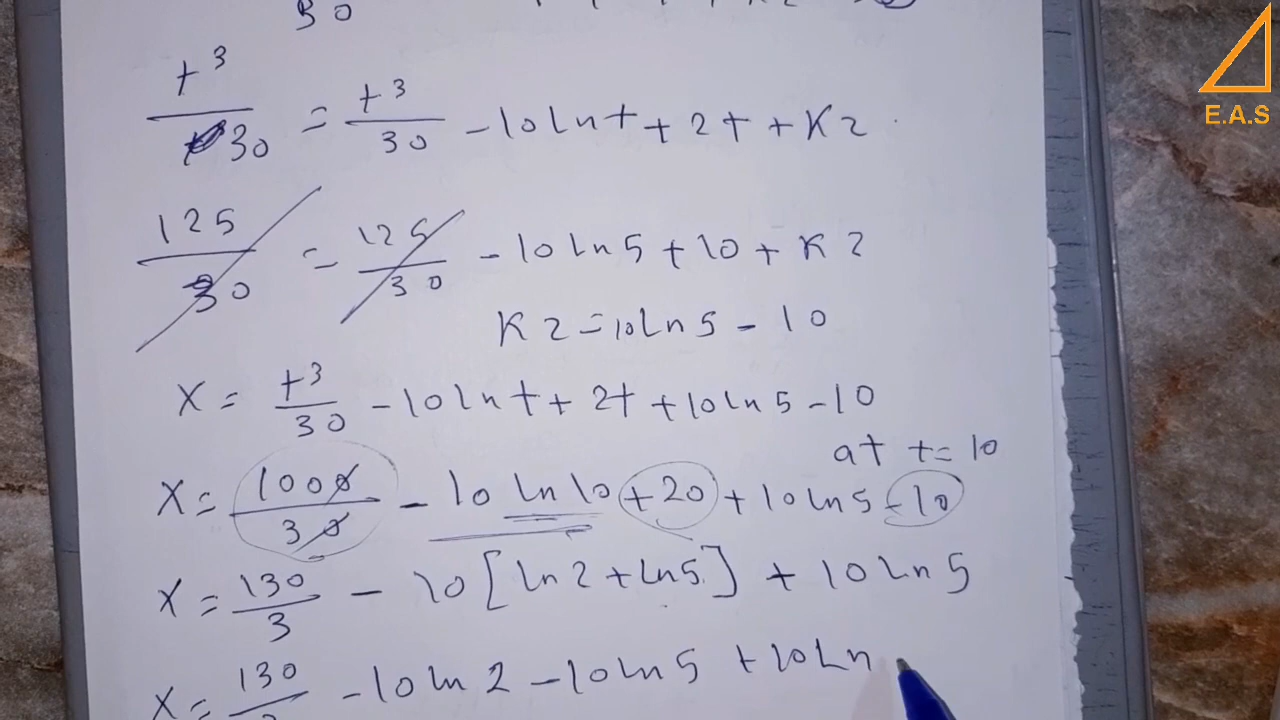 30 + K2
E.A.S
t³/30 = t³/30 - 10 ln t + 2t + K2
125/30 = 125/30 - 10 ln 5 + 10 + K2
K2 = 10 ln 5 - 10
X = t³/30 - 10 ln t + 2t + 10 ln 5 - 10
at t = 10
X = 1000/30 - 10 ln 10 + 20 + 10 ln 5 - 10
X = 130/3 - 10 [ln 2 + ln 5] + 10 ln 5
X = 130/3 - 10 ln 2 - 10 ln 5 + 10 ln